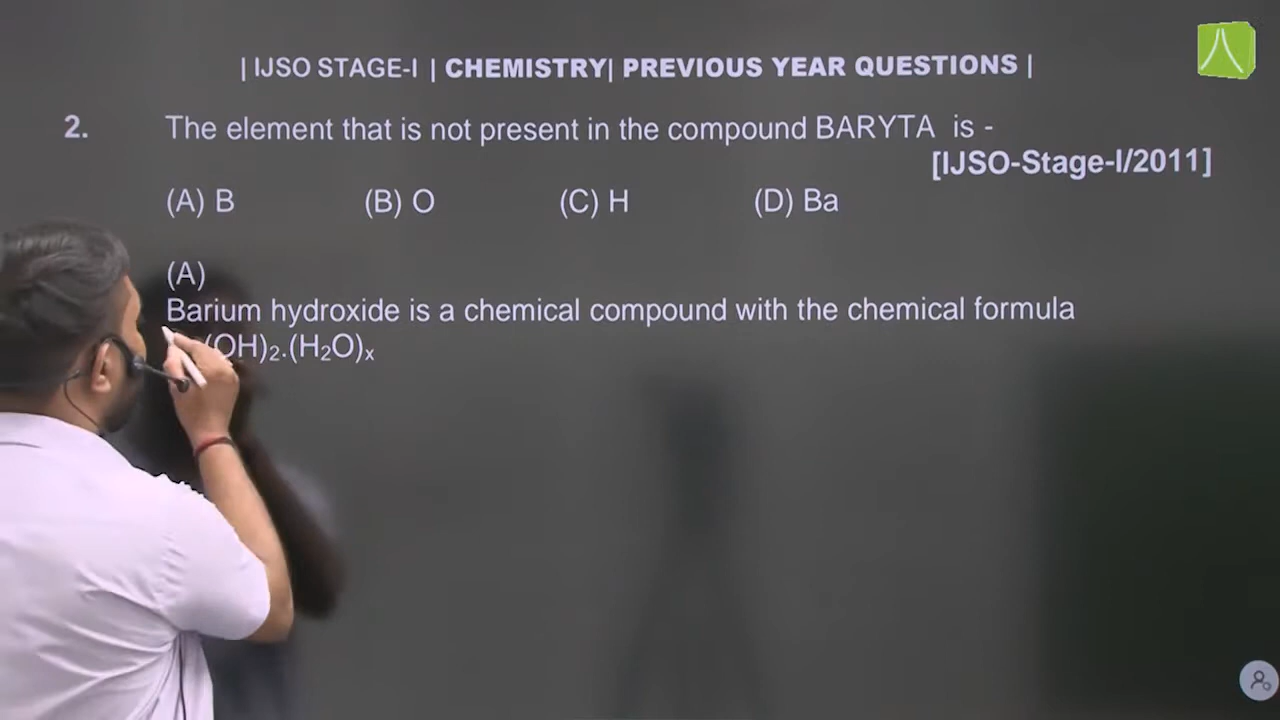 | IJSO STAGE-I | CHEMISTRY| PREVIOUS YEAR QUESTIONS |
2. The element that is not present in the compound BARYTA is -
[IJSO-Stage-I/2011]
(A) B (B) O (C) H (D) Ba
(A)
Barium hydroxide is a chemical compound with the chemical formula
(OH)₂.(H₂O)ₓ